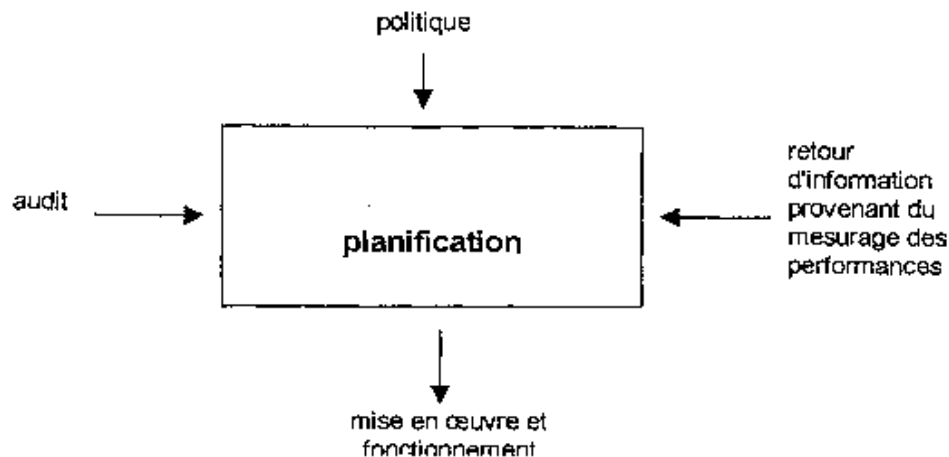 politique
audit
planification
retour
d'information
provenant du
mesurage des
performances
mise en œuvre et
fonctionnement